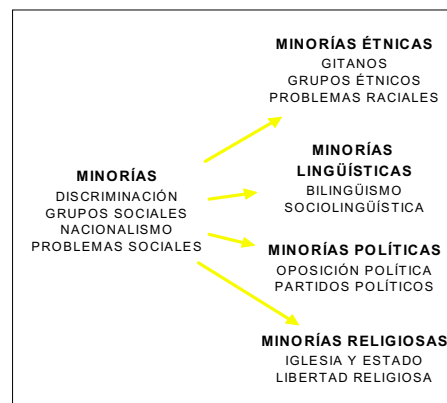 MINORÍAS ÉTNICAS
GITANOS
GRUPOS ÉTNICOS
PROBLEMAS RACIALES
MINORÍAS
LINGÜÍSTICAS
BILINGÜISMO
SOCIOLINGÜÍSTICA
MINORÍAS
DISCRIMINACIÓN
GRUPOS SOCIALES
NACIONALISMO
PROBLEMAS SOCIALES
MINORÍAS POLÍTICAS
OPOSICIÓN POLÍTICA
PARTIDOS POLÍTICOS
MINORÍAS RELIGIOSAS
IGLESIA Y ESTADO
LIBERTAD RELIGIOSA